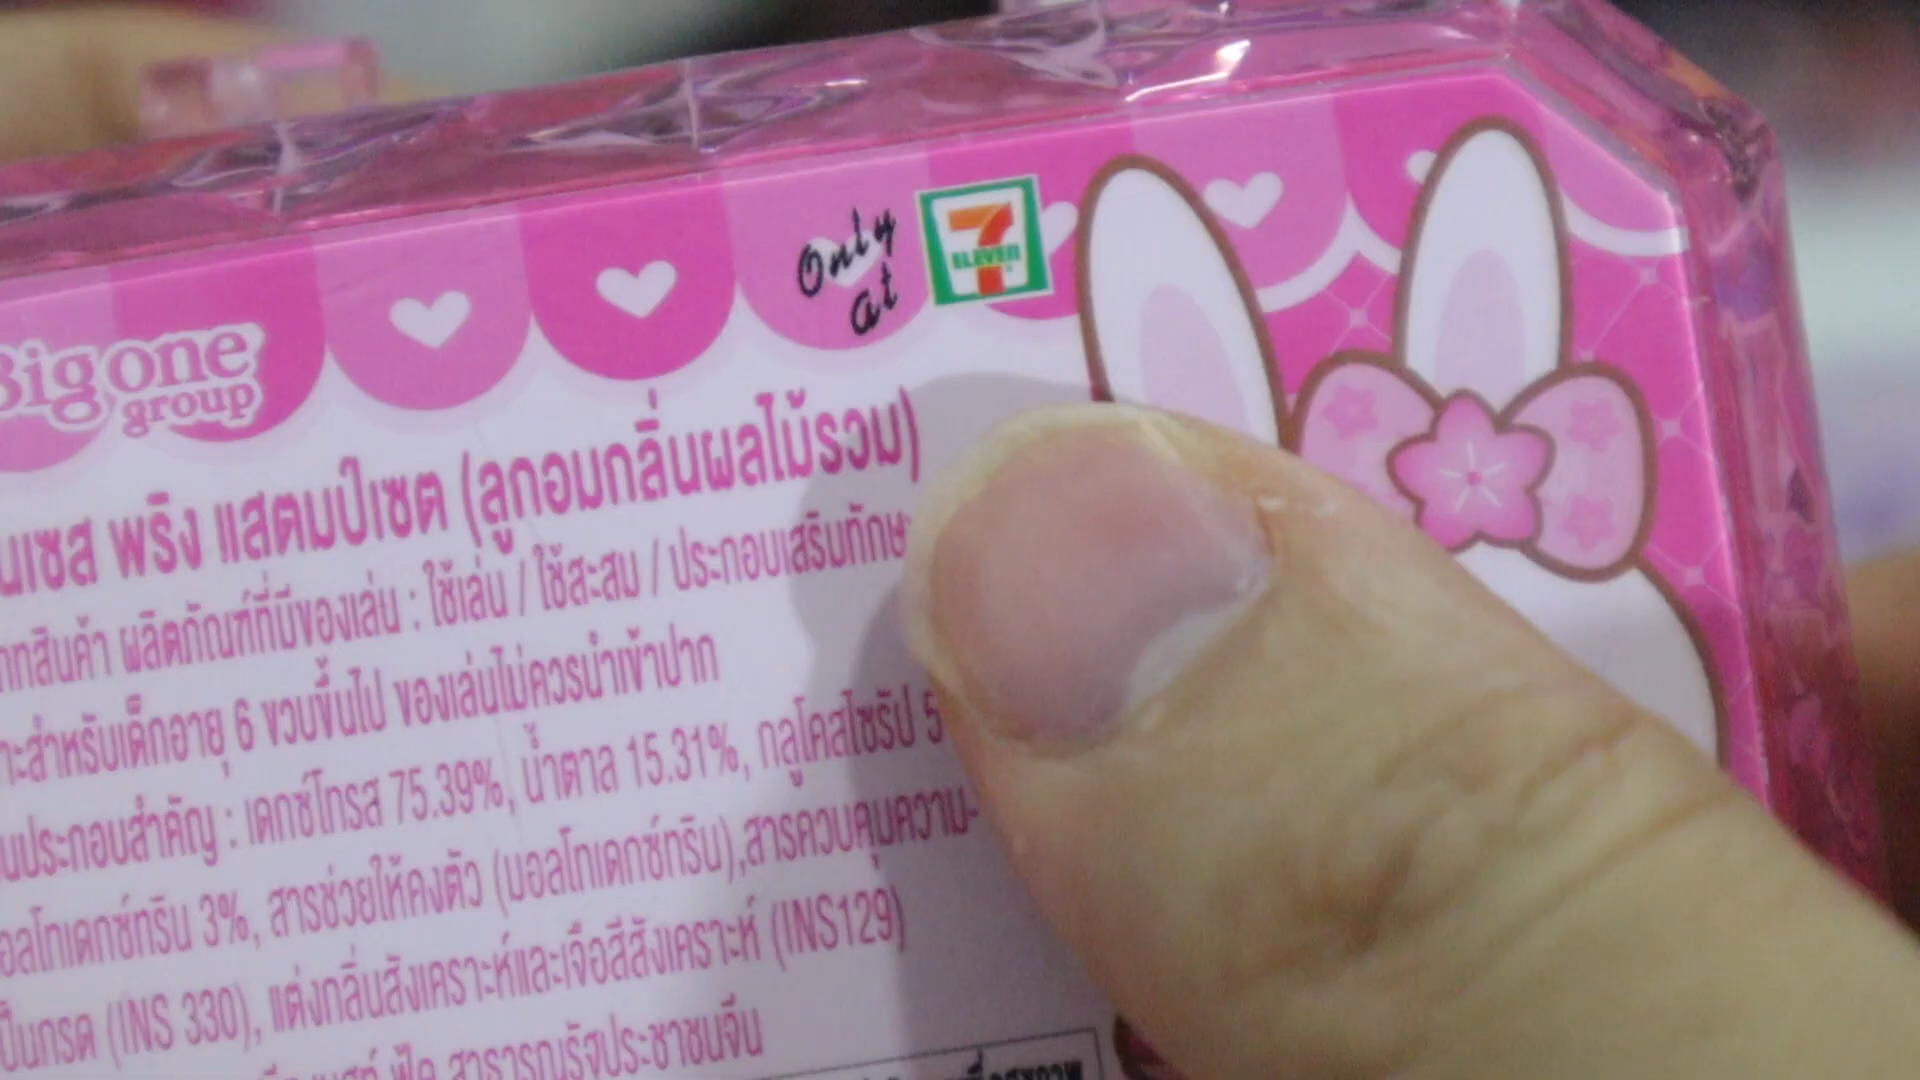 Only
at
7
ELEVEN
Big one
group
นเซส พริง แสตมป์เซต (ลูกอมกลิ่นผลไม้รวม)
ภทสินค้า ผลิตภัณฑ์ที่มีของเล่น : ใช้เล่น / ใช้สะสม / ประกอบเสริมทักษะ
าะสำหรับเด็กอายุ 6 ขวบขึ้นไป ของเล่นไม่ควรนำเข้าปาก
นประกอบสำคัญ : เดกซ์โทรส 75.39%, น้ำตาล 15.31%, กลูโคสไซรัป 5
อลโทเดกซ์ทริน 3%, สารช่วยให้คงตัว (มอลโทเดกซ์ทริน),สารควบคุมความ-
ป็นกรด (INS 330), แต่งกลิ่นสังเคราะห์และเจือสีสังเคราะห์ (INS129)
สาธารณรัฐประชาชนจีน